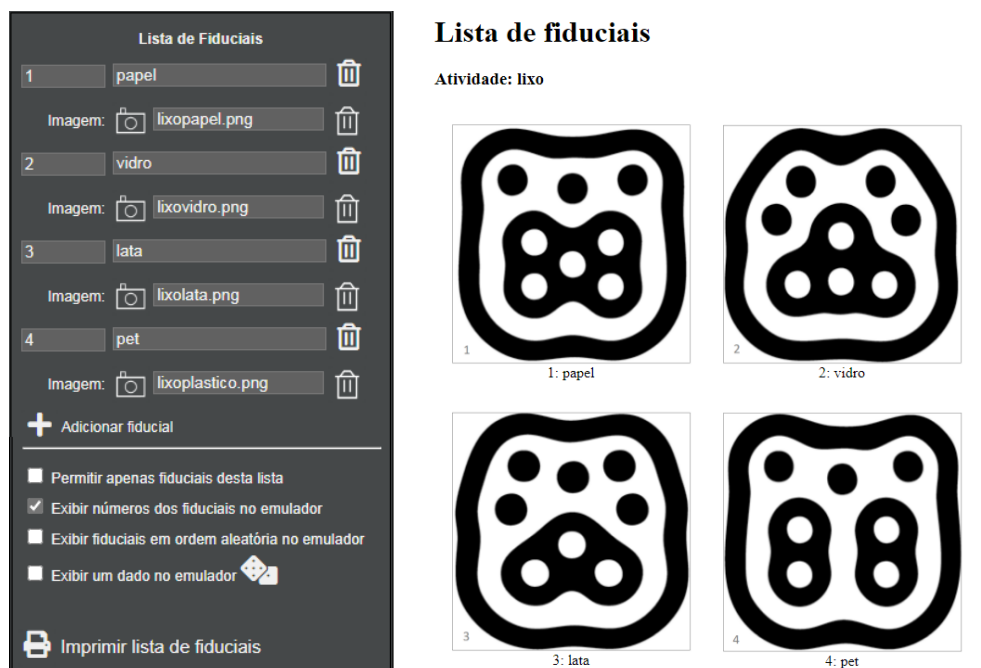 Lista de Fiduciais
1 papel
Imagem: lixopapel.png
2 vidro
Imagem: lixovidro.png
3 lata
Imagem: lixolata.png
4 pet
Imagem: lixoplastico.png
Adicionar fiducial
Permitir apenas fiduciais desta lista
Exibir números dos fiduciais no emulador
Exibir fiduciais em ordem aleatória no emulador
Exibir um dado no emulador
Imprimir lista de fiduciais
Lista de fiduciais
Atividade: lixo
1
2
1: papel
2: vidro
3
4
3: lata
4: pet